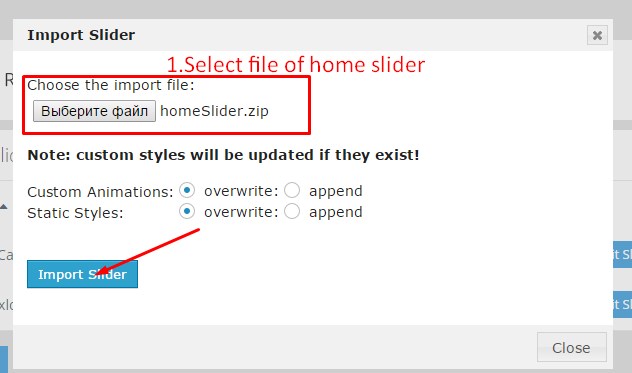 Import Slider
1.Select file of home slider
Choose the import file:
Выберите файл homeSlider.zip
Note: custom styles will be updated if they exist!
Custom Animations: overwrite: append
Static Styles: overwrite: append
Import Slider
Close